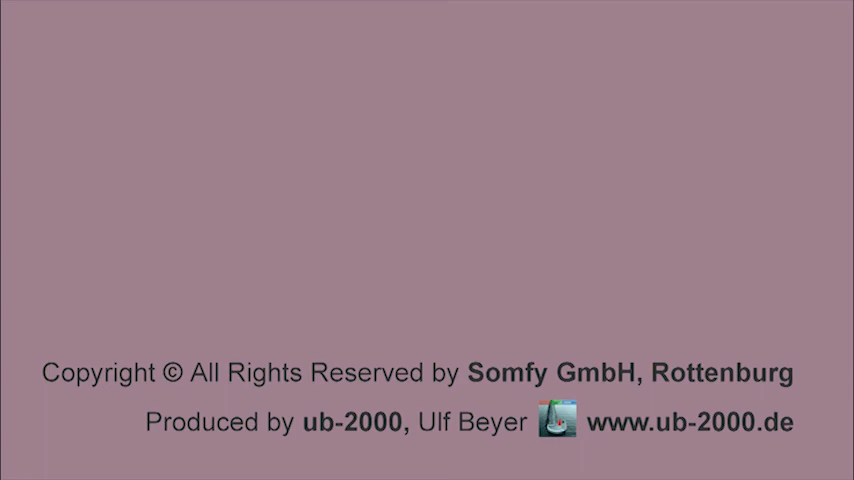 Copyright © All Rights Reserved by Somfy GmbH, Rottenburg
Produced by ub-2000, Ulf Beyer www.ub-2000.de